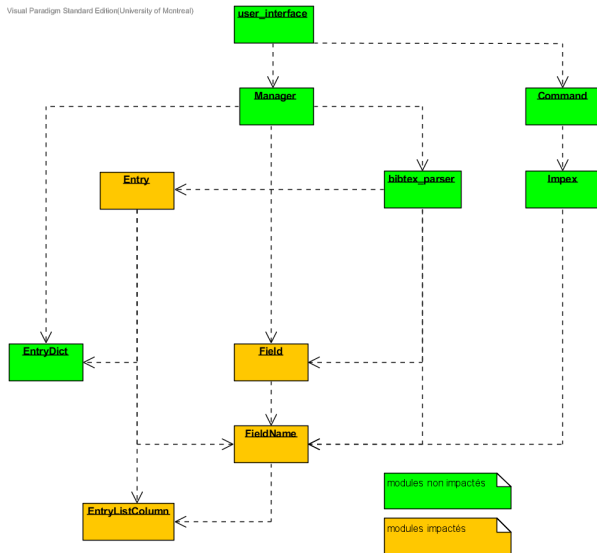 Visual Paradigm Standard Edition(University of Montreal)
user_interface
Manager
Command
Entry
bibtex_parser
Impex
EntryDict
Field
FieldName
modules non impactés
EntryListColumn
modules impactés